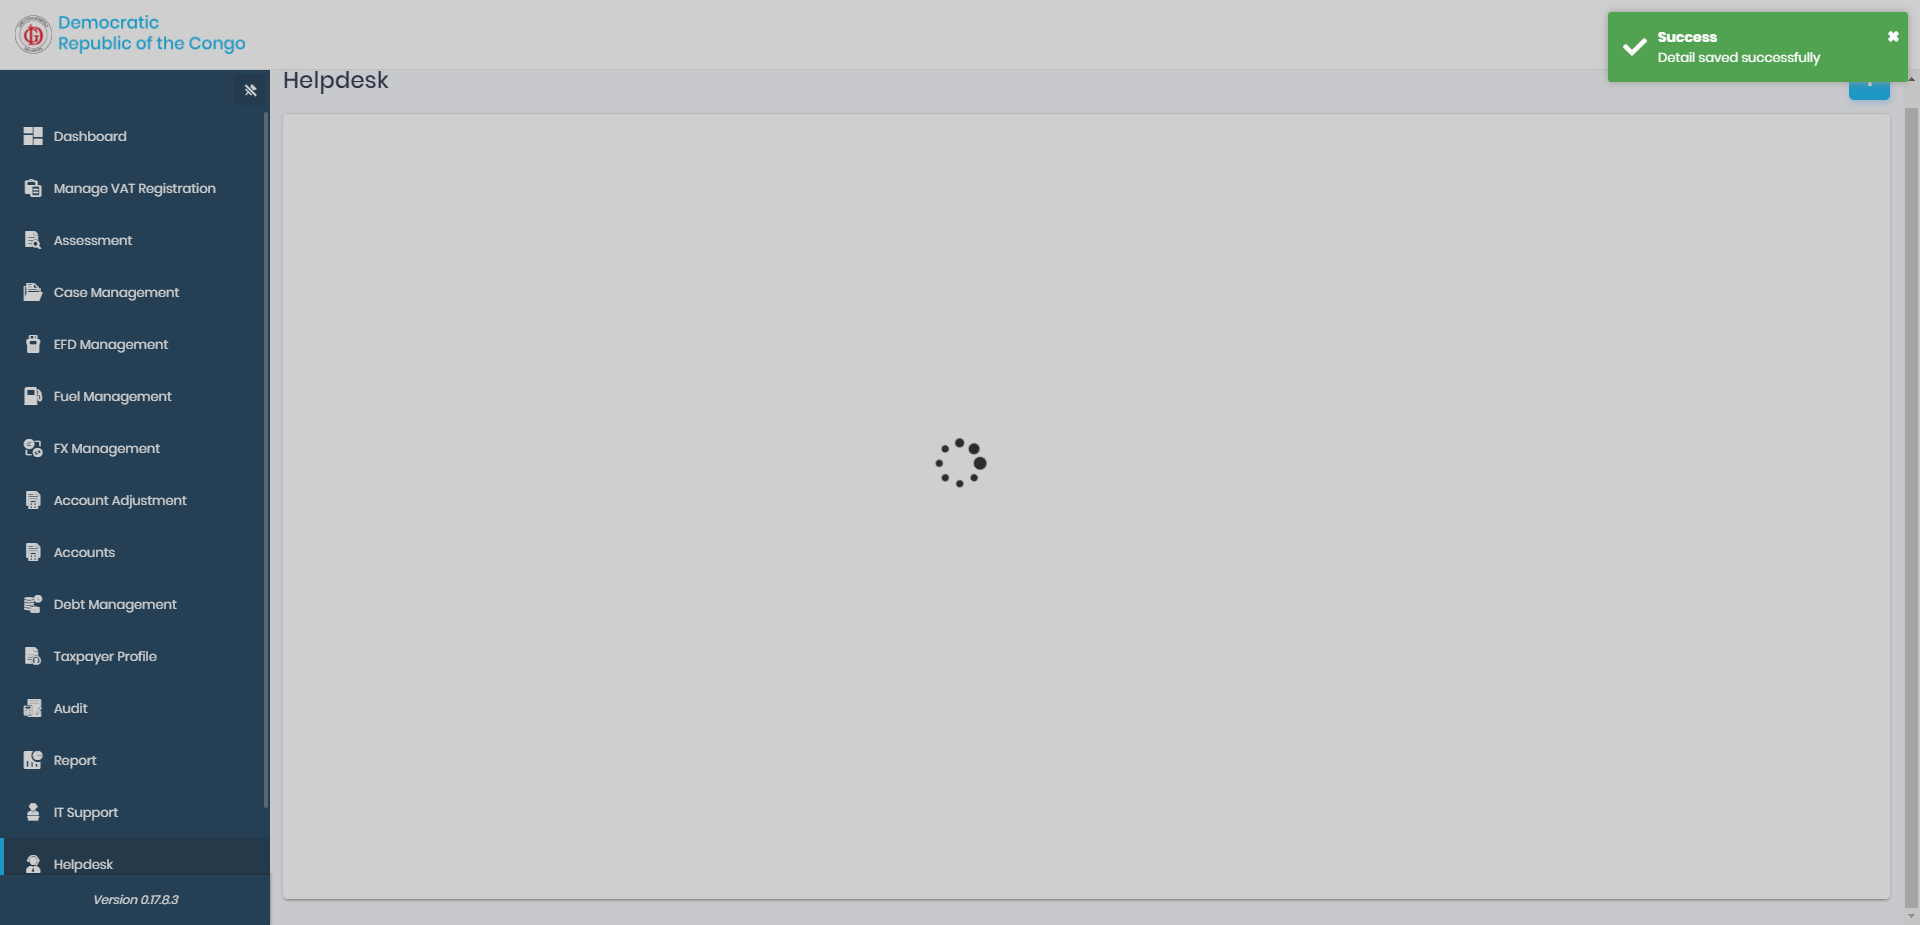 Democratic
Republic of the Congo
Success
Detail saved successfully
Helpdesk
Dashboard
Manage VAT Registration
Assessment
Case Management
EFD Management
Fuel Management
FX Management
Account Adjustment
Accounts
Debt Management
Taxpayer Profile
Audit
Report
IT Support
Helpdesk
Version 0.17.8.3